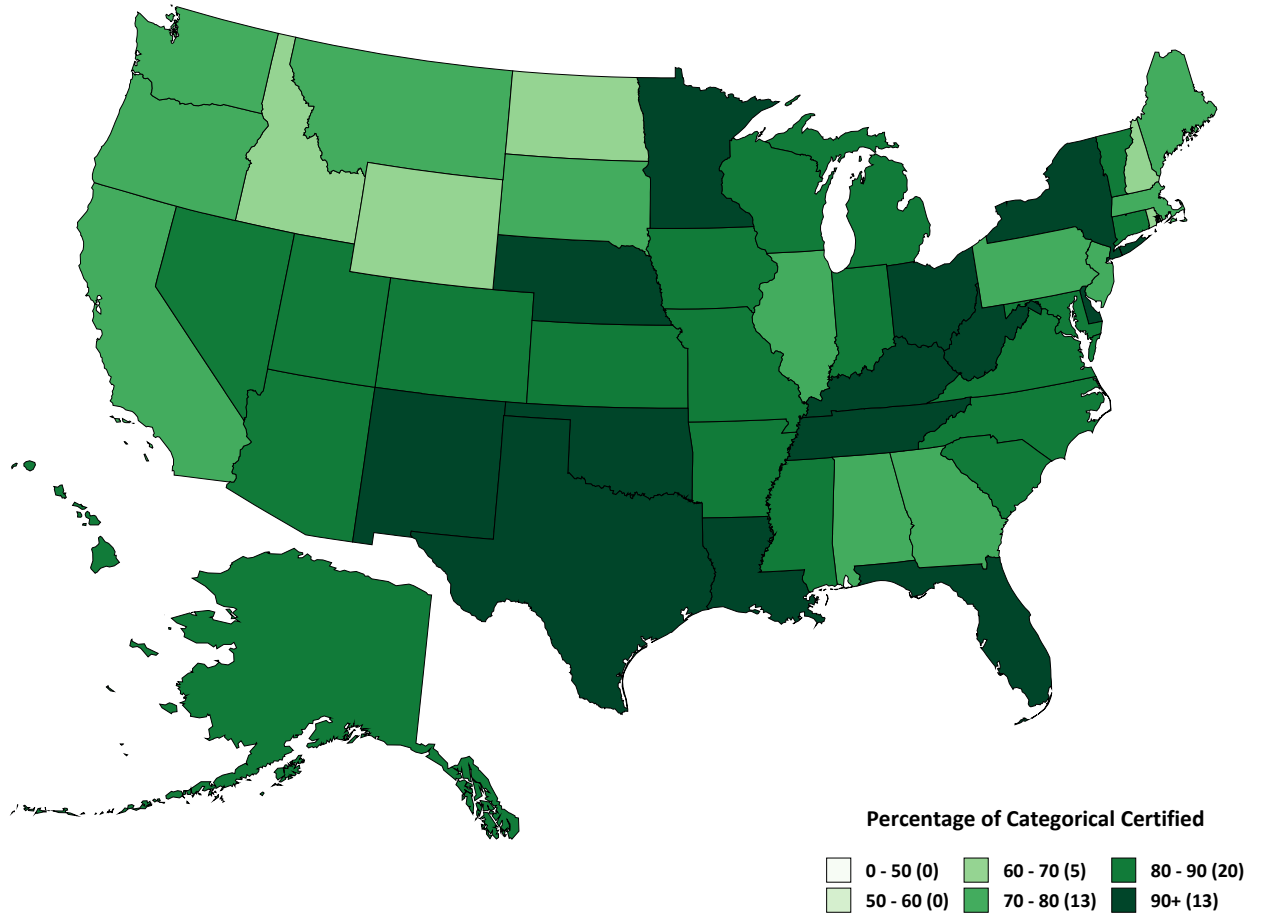 Percentage of Categorical Certified
0 - 50 (0) 60 - 70 (5) 80 - 90 (20)
50 - 60 (0) 70 - 80 (13) 90+ (13)